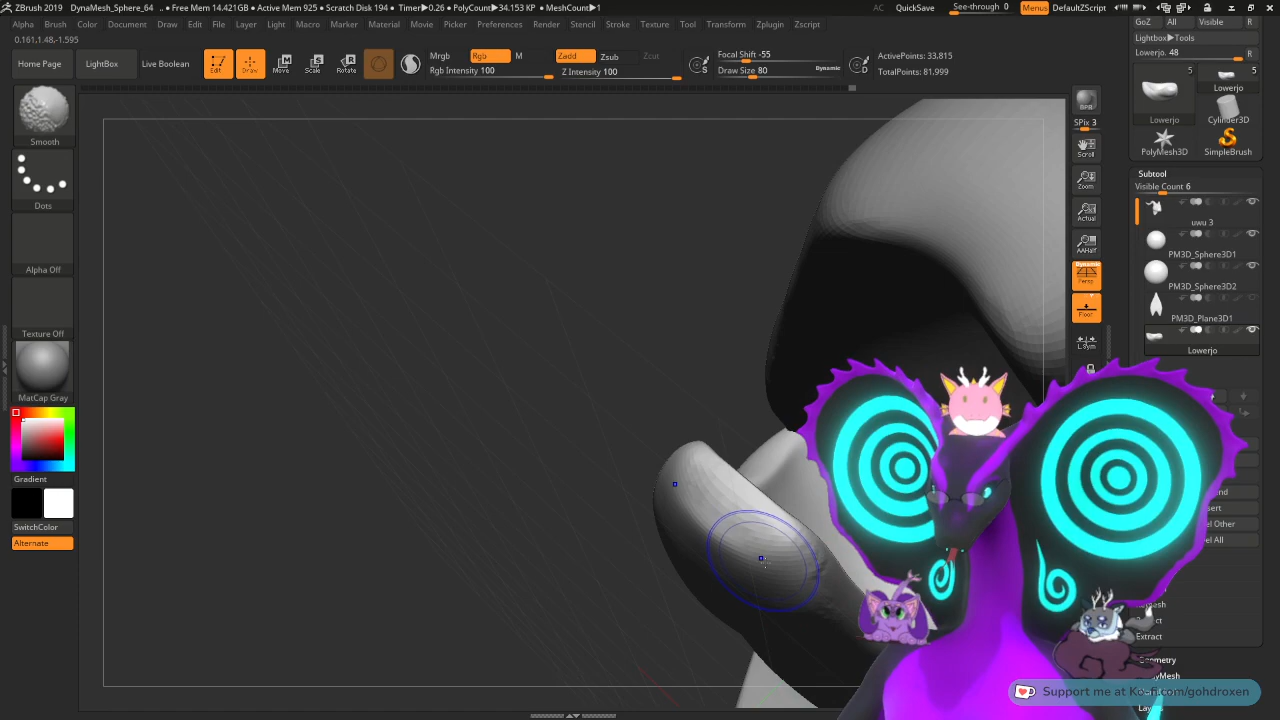 ZBrush 2019 DynaMesh_Sphere_64 .. • Free Mem 14.421GB • Active Mem 925 • Scratch Disk 194 • Timer▶0.26 • PolyCount▶34.153 KP • MeshCount▶1
AC QuickSave See-through 0 Menus DefaultZScript
Alpha Brush Color Document Draw Edit File Layer Light Macro Marker Material Movie Picker Preferences Render Stencil Stroke Texture Tool Transform Zplugin Zscript
GoZ All Visible R
0.161,1.48,-1.595
Lightbox▶Tools
Lowerjo. 48 R
Home Page LightBox Live Boolean Edit Draw Move Scale Rotate
Mrgb Rgb M Zadd Zsub Zcut
Rgb Intensity 100 Z Intensity 100
Focal Shift -55
Draw Size 80 Dynamic
ActivePoints: 33,815
TotalPoints: 81.999
5 5
Lowerjo
Lowerjo Cylinder3D
PolyMesh3D SimpleBrush
Smooth
Dots
Alpha Off
Texture Off
MatCap Gray
Gradient
SwitchColor
Alternate
BPR
SPix 3
Scroll
Zoom
Actual
AAHalf
Dynamic
Persp
Floor
L.Sym
Subtool
Visible Count 6
uwu 3
PM3D_Sphere3D1
PM3D_Sphere3D2
PM3D_Plane3D1
Lowerjo
Extract
Support me at Ko-fi.com/gohdroxen